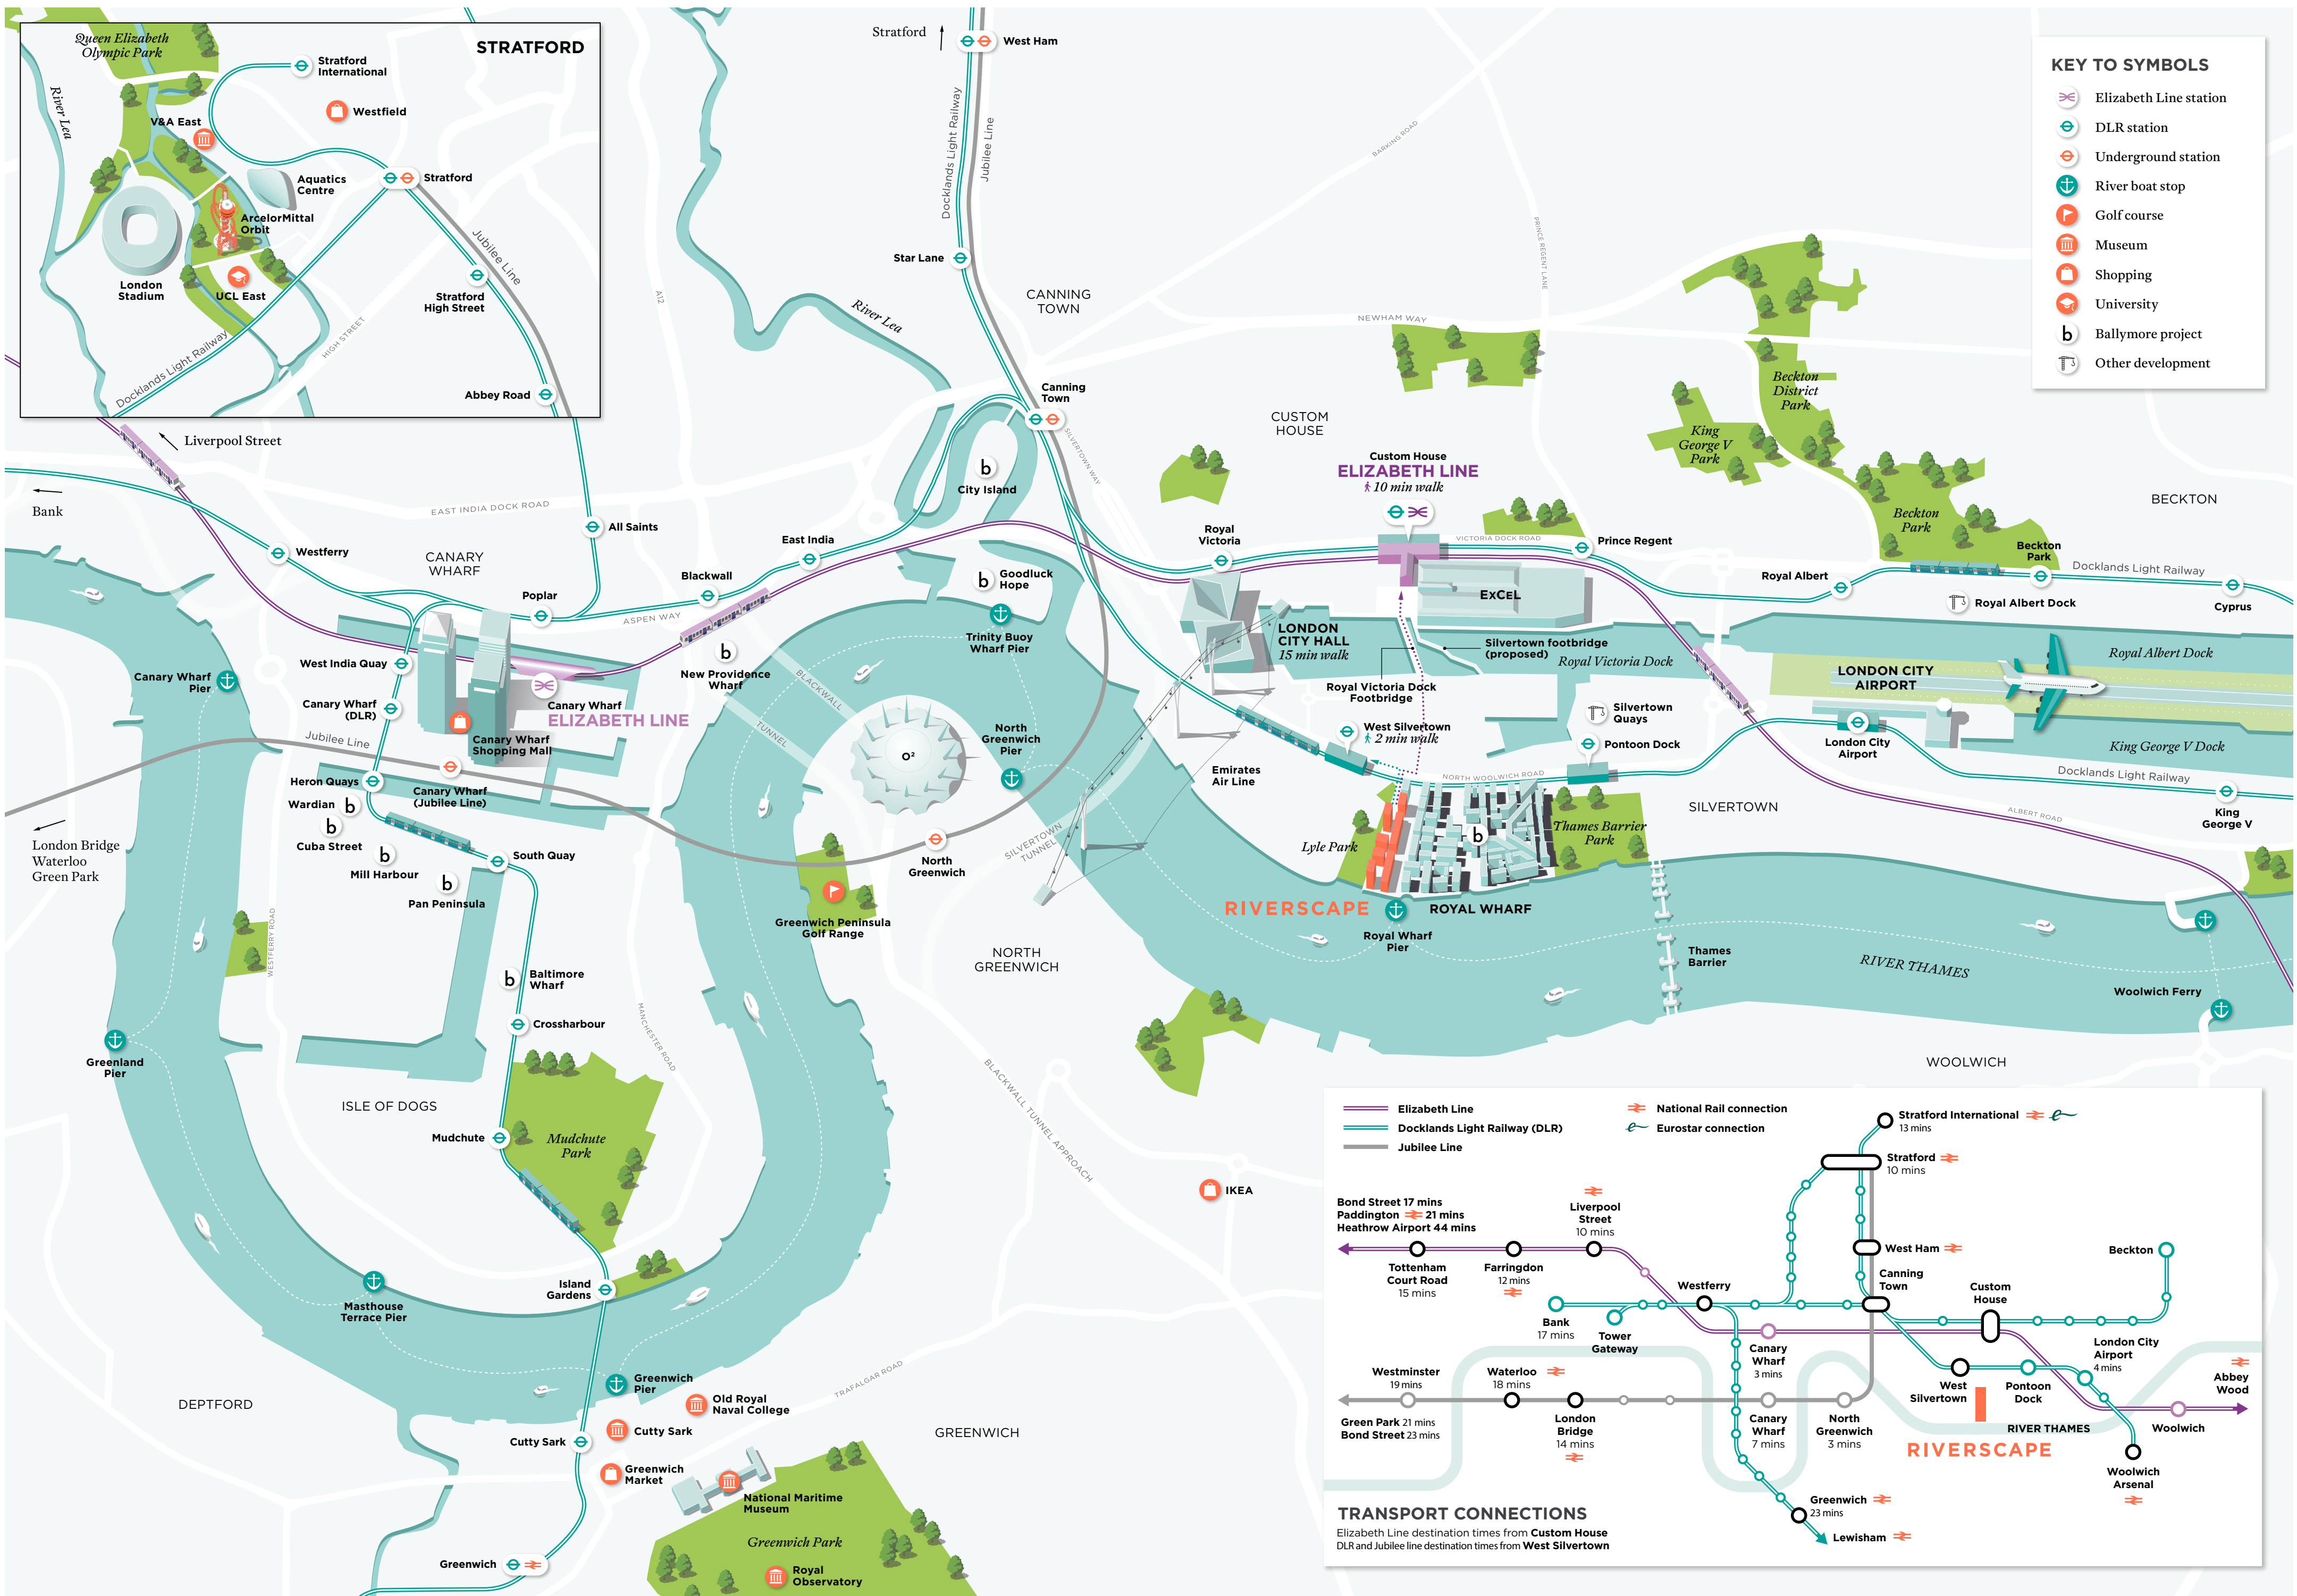 STRATFORD
Queen Elizabeth
Olympic Park
River Lea
Stratford
International
Westfield
V&A East
Aquatics
Centre
Stratford
ArcelorMittal
Orbit
London
Stadium
UCL East
Jubilee Line
Stratford
High Street
HIGH STREET
Docklands Light Railway
Abbey Road
Stratford
West Ham
Docklands Light Railway
Jubilee Line
BARKING ROAD
PRINCE REGENT LANE
A12
Star Lane
River Lea
CANNING
TOWN
NEWHAM WAY
KEY TO SYMBOLS
Elizabeth Line station
DLR station
Underground station
River boat stop
Golf course
Museum
Shopping
University
b
Ballymore project
Other development
Canning
Town
SILVERTOWN WAY
CUSTOM
HOUSE
Beckton
District
Park
King
George V
Park
Beckton
Park
BECKTON
Liverpool Street
Bank
EAST INDIA DOCK ROAD
b
City Island
Custom House
ELIZABETH LINE
10 min walk
All Saints
Westferry
CANARY
WHARF
East India
Royal
Victoria
VICTORIA DOCK ROAD
Prince Regent
Beckton
Park
Docklands Light Railway
Blackwall
b
Goodluck
Hope
Royal Albert
Cyprus
Poplar
ASPEN WAY
ExCeL
Royal Albert Dock
Trinity Buoy
Wharf Pier
LONDON
CITY HALL
15 min walk
Silvertown footbridge
(proposed)
Royal Victoria Dock
Royal Albert Dock
West India Quay
b
New Providence
Wharf
Canary Wharf
Pier
LONDON CITY
AIRPORT
Canary Wharf
(DLR)
Canary Wharf
ELIZABETH LINE
BLACKWALL
TUNNEL
Royal Victoria Dock
Footbridge
Silvertown
Quays
Canary Wharf
Shopping Mall
Jubilee Line
North
Greenwich
Pier
West Silvertown
2 min walk
Pontoon Dock
London City
Airport
King George V Dock
O²
Heron Quays
Canary Wharf
(Jubilee Line)
Emirates
Air Line
NORTH WOOLWICH ROAD
Docklands Light Railway
Wardian
b
b
Cuba Street
SILVERTOWN
ALBERT ROAD
King
George V
London Bridge
Waterloo
Green Park
b
Mill Harbour
South Quay
b
Pan Peninsula
SILVERTOWN
TUNNEL
North
Greenwich
Lyle Park
b
Thames Barrier
Park
Greenwich Peninsula
Golf Range
RIVERSCAPE
ROYAL WHARF
Royal Wharf
Pier
WESTFERRY ROAD
NORTH
GREENWICH
Thames
Barrier
RIVER THAMES
Woolwich Ferry
b
Baltimore
Wharf
Crossharbour
MANCHESTER ROAD
Greenland
Pier
BLACKWALL TUNNEL APPROACH
WOOLWICH
ISLE OF DOGS
Mudchute
Mudchute
Park
IKEA
Island
Gardens
Masthouse
Terrace Pier
Greenwich
Pier
TRAFALGAR ROAD
DEPTFORD
Old Royal
Naval College
Cutty Sark
Cutty Sark
GREENWICH
Greenwich
Market
National Maritime
Museum
Greenwich Park
Greenwich
Royal
Observatory
Elizabeth Line
Docklands Light Railway (DLR)
Jubilee Line
National Rail connection
Eurostar connection
Stratford International
13 mins
Stratford
10 mins
Bond Street 17 mins
Paddington 21 mins
Heathrow Airport 44 mins
Liverpool
Street
10 mins
West Ham
Beckton
Tottenham
Court Road
15 mins
Farringdon
12 mins
Westferry
Canning
Town
Custom
House
Bank
17 mins
Tower
Gateway
Canary
Wharf
3 mins
London City
Airport
4 mins
Westminster
19 mins
Waterloo
18 mins
West
Silvertown
Pontoon
Dock
Abbey
Wood
Green Park 21 mins
Bond Street 23 mins
London
Bridge
14 mins
Canary
Wharf
7 mins
North
Greenwich
3 mins
RIVER THAMES
Woolwich
RIVERSCAPE
Woolwich
Arsenal
Greenwich
23 mins
Lewisham
TRANSPORT CONNECTIONS
Elizabeth Line destination times from Custom House
DLR and Jubilee line destination times from West Silvertown